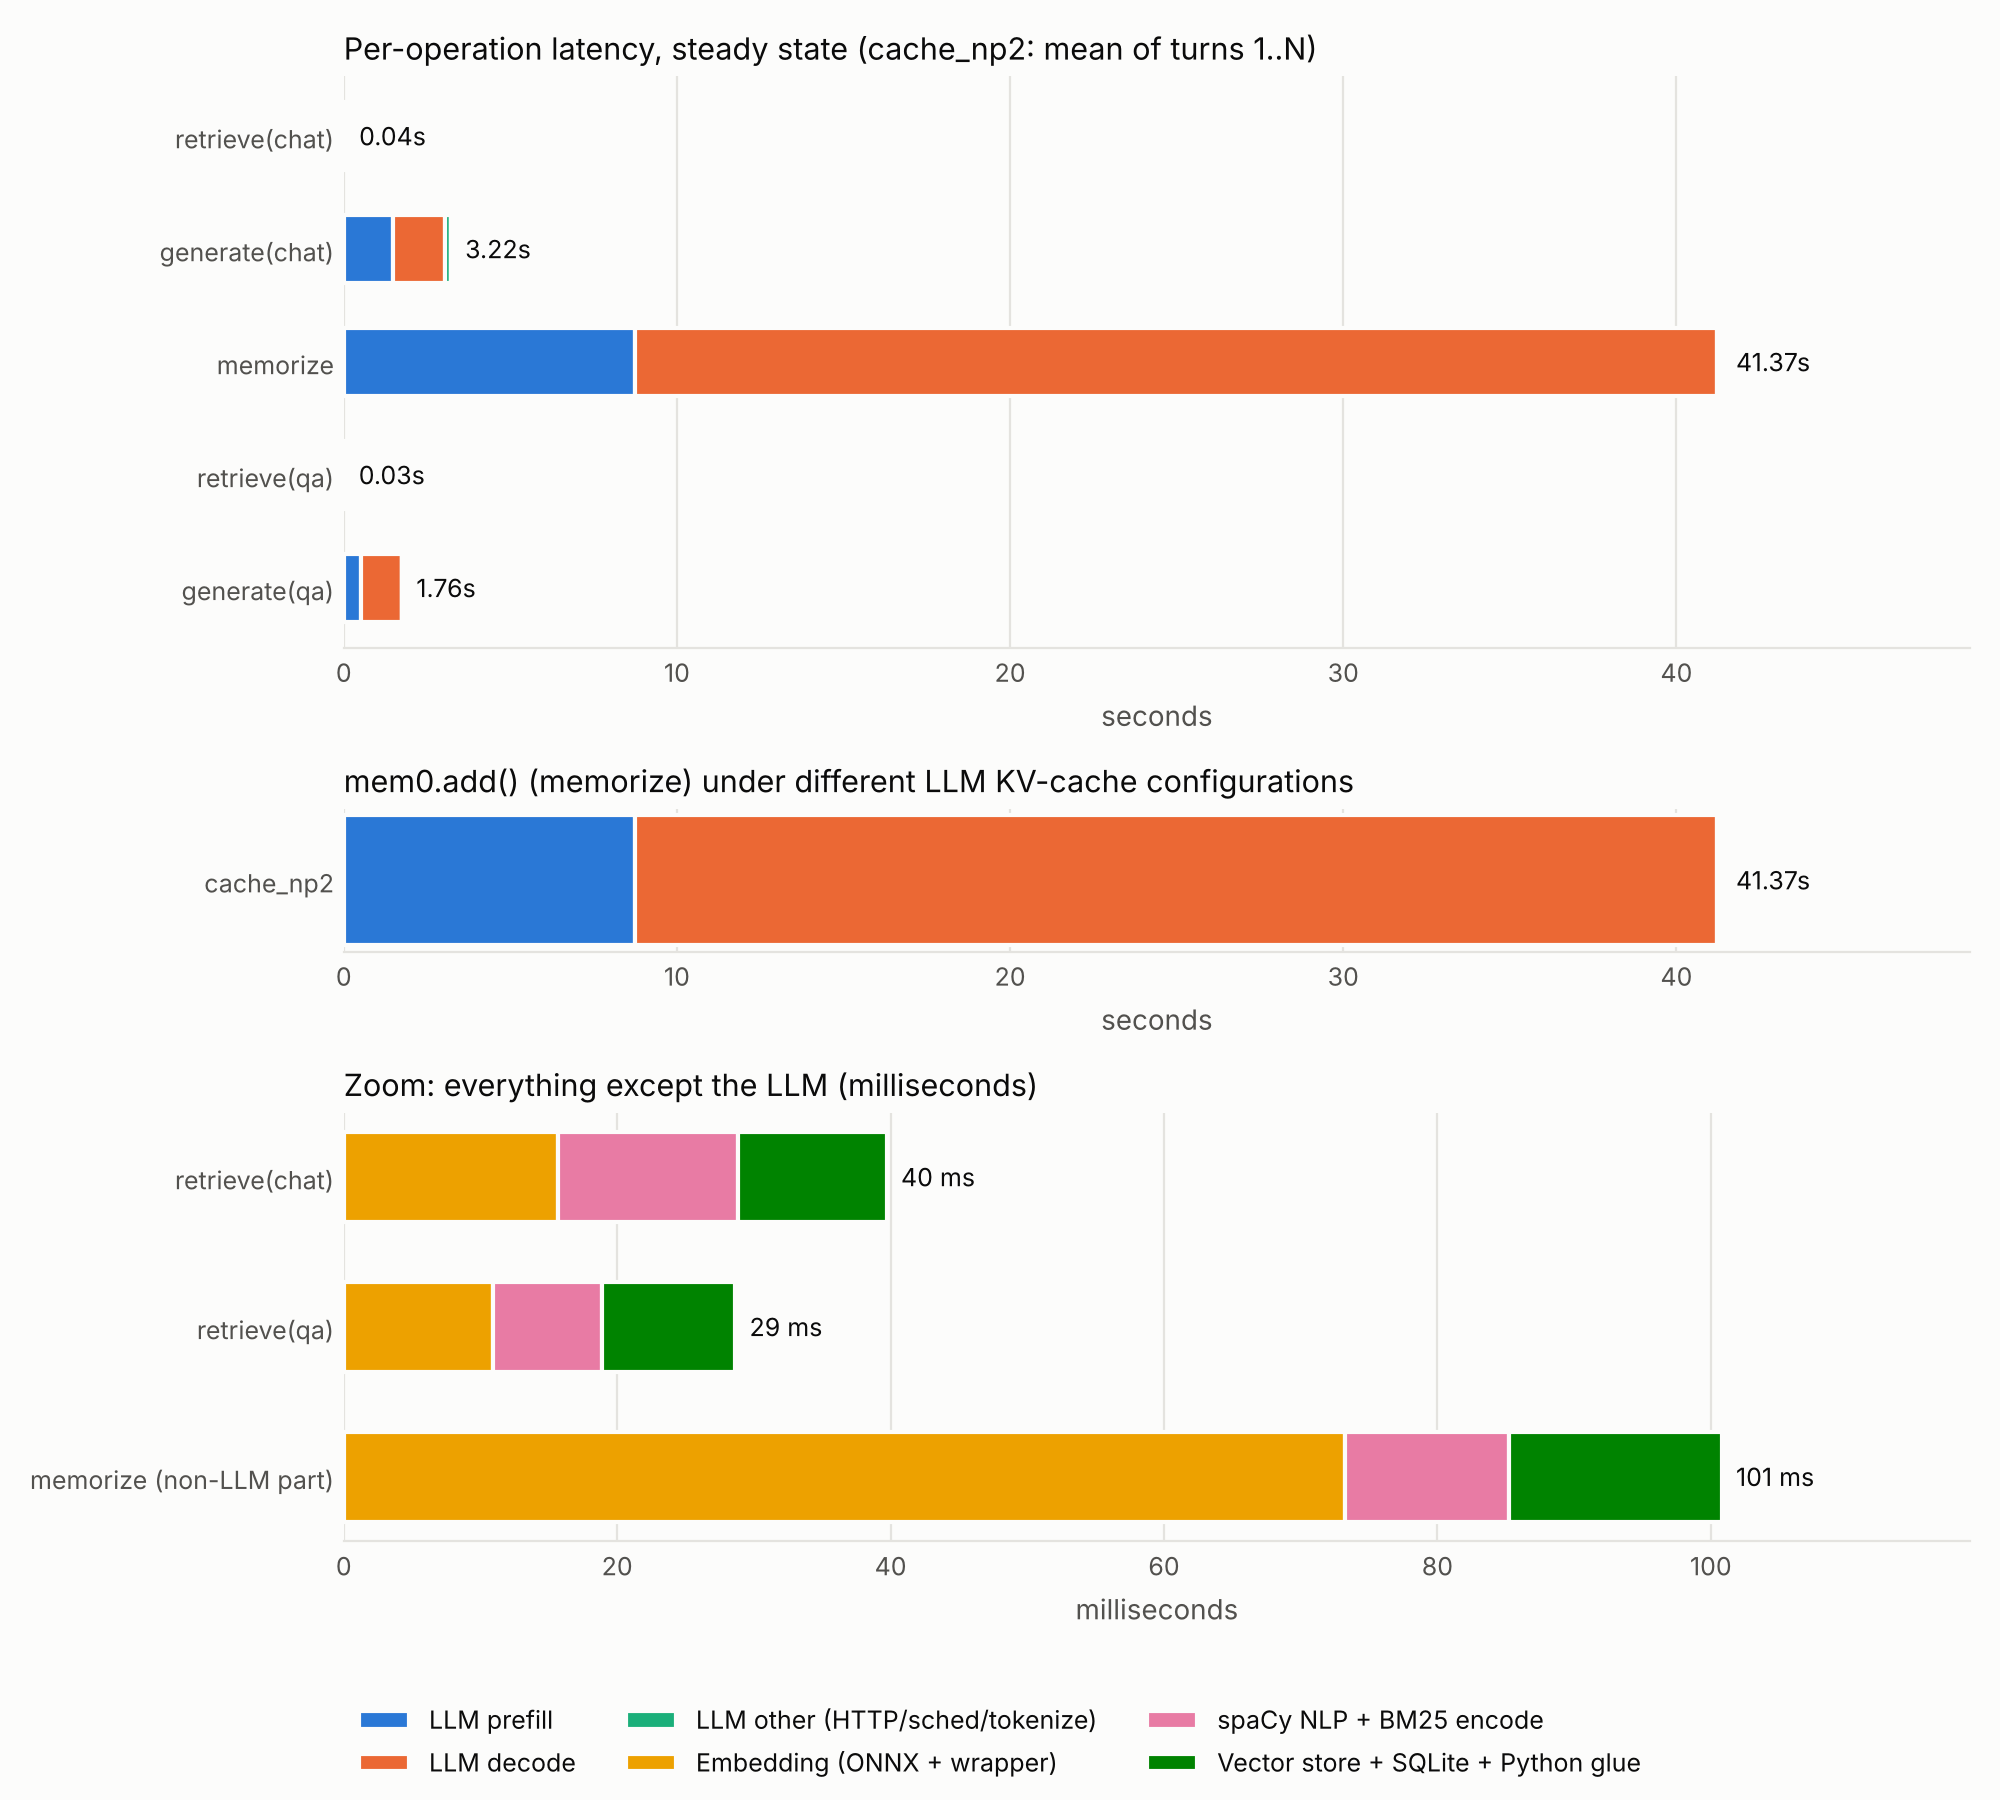 Per-operation latency, steady state (cache_np2: mean of turns 1..N)
retrieve(chat) 0.04s
generate(chat) 3.22s
memorize 41.37s
retrieve(qa) 0.03s
generate(qa) 1.76s
0 10 20 30 40
seconds
mem0.add() (memorize) under different LLM KV-cache configurations
cache_np2 41.37s
0 10 20 30 40
seconds
Zoom: everything except the LLM (milliseconds)
retrieve(chat) 40 ms
retrieve(qa) 29 ms
memorize (non-LLM part) 101 ms
0 20 40 60 80 100
milliseconds
LLM prefill LLM other (HTTP/sched/tokenize) spaCy NLP + BM25 encode
LLM decode Embedding (ONNX + wrapper) Vector store + SQLite + Python glue